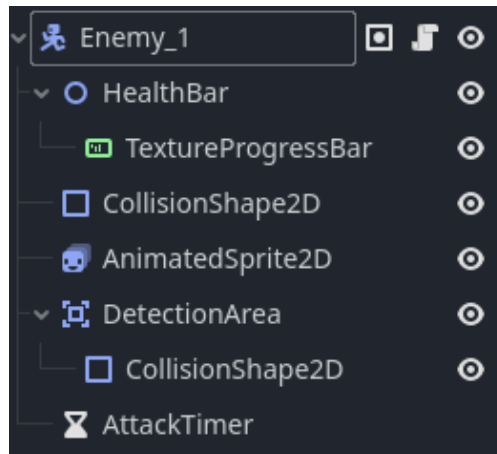 Enemy_1
HealthBar
TextureProgressBar
CollisionShape2D
AnimatedSprite2D
DetectionArea
CollisionShape2D
AttackTimer